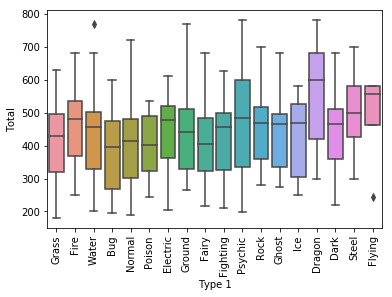 Total
800
700
600
500
400
300
200
Grass
Fire
Water
Bug
Normal
Poison
Electric
Ground
Fairy
Fighting
Psychic
Rock
Ghost
Ice
Dragon
Dark
Steel
Flying
Type 1